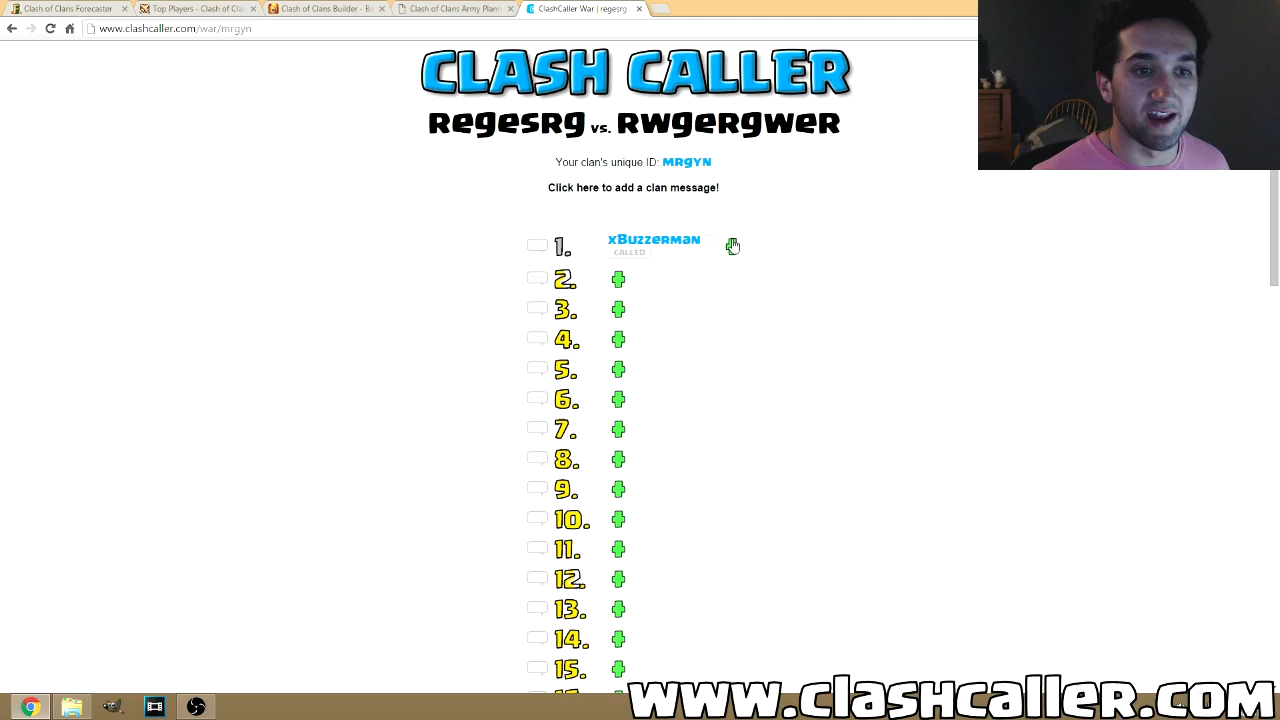 Clash of Clans Forecaster
Top Players - Clash of Cla
Clash of Clans Builder - Ba
Clash of Clans Army Plann
ClashCaller War | regesrg
www.clashcaller.com/war/mrgyn
CLASH CALLER
regesrg vs. rwgergwer
Your clan's unique ID: mrgyn
Click here to add a clan message!
1. xBuzzerman
CALLED
2.
3.
4.
5.
6.
7.
8.
9.
10.
11.
12.
13.
14.
15.
www.clashcaller.com